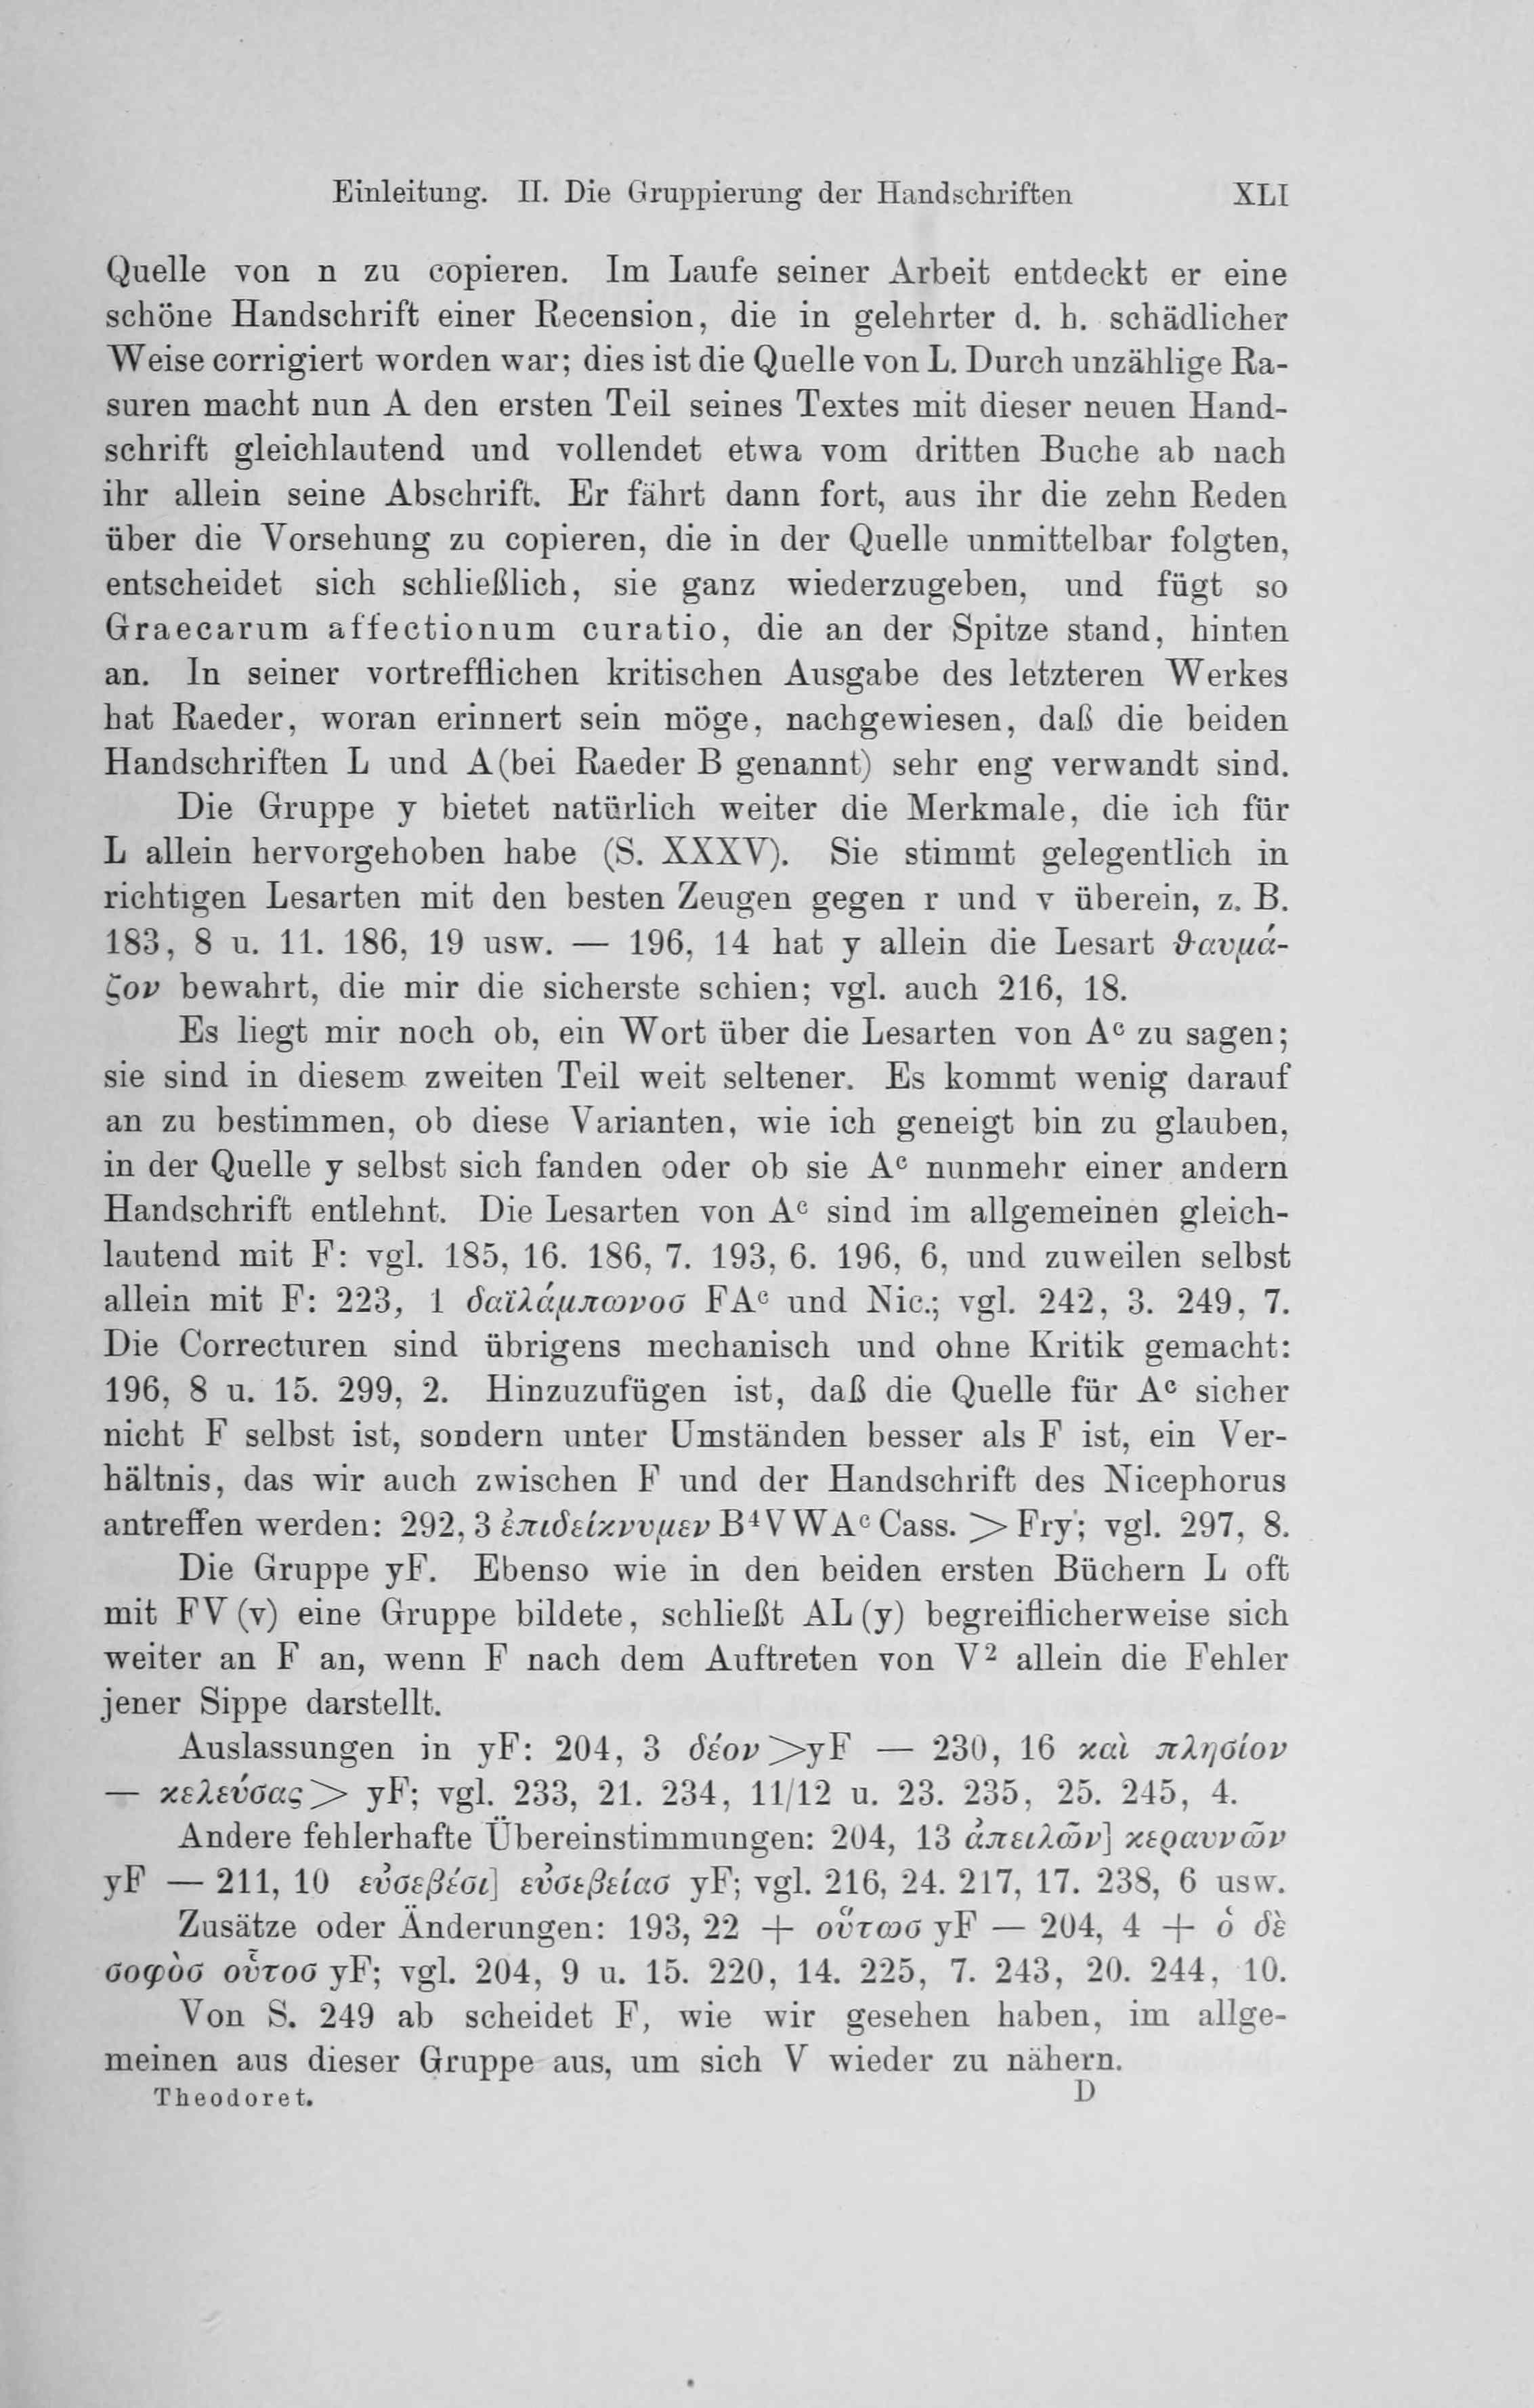 Einleitung. II. Die Gruppierung der Handschriften XLI
Quelle von n zu copieren. Im Laufe seiner Arbeit entdeckt er eine
schöne Handschrift einer Recension, die in gelehrter d. h. schädlicher
Weise corrigiert worden war; dies ist die Quelle von L. Durch unzählige Ra-
suren macht nun A den ersten Teil seines Textes mit dieser neuen Hand-
schrift gleichlautend und vollendet etwa vom dritten Buche ab nach
ihr allein seine Abschrift. Er fährt dann fort, aus ihr die zehn Reden
über die Vorsehung zu copieren, die in der Quelle unmittelbar folgten,
entscheidet sich schließlich, sie ganz wiederzugeben, und fügt so
Graecarum affectionum curatio, die an der Spitze stand, hinten
an. In seiner vortrefflichen kritischen Ausgabe des letzteren Werkes
hat Raeder, woran erinnert sein möge, nachgewiesen, daß die beiden
Handschriften L und A (bei Raeder B genannt) sehr eng verwandt sind.
Die Gruppe y bietet natürlich weiter die Merkmale, die ich für
L allein hervorgehoben habe (S. XXXV). Sie stimmt gelegentlich in
richtigen Lesarten mit den besten Zeugen gegen r und v überein, z. B.
183, 8 u. 11. 186, 19 usw. — 196, 14 hat y allein die Lesart θαυμά-
ζον bewahrt, die mir die sicherste schien; vgl. auch 216, 18.
Es liegt mir noch ob, ein Wort über die Lesarten von Aᶜ zu sagen;
sie sind in diesem zweiten Teil weit seltener. Es kommt wenig darauf
an zu bestimmen, ob diese Varianten, wie ich geneigt bin zu glauben,
in der Quelle y selbst sich fanden oder ob sie Aᶜ nunmehr einer andern
Handschrift entlehnt. Die Lesarten von Aᶜ sind im allgemeinen gleich-
lautend mit F: vgl. 185, 16. 186, 7. 193, 6. 196, 6, und zuweilen selbst
allein mit F: 223, 1 δαϊλάμπωνοσ FAᶜ und Nic.; vgl. 242, 3. 249, 7.
Die Correcturen sind übrigens mechanisch und ohne Kritik gemacht:
196, 8 u. 15. 299, 2. Hinzuzufügen ist, daß die Quelle für Aᶜ sicher
nicht F selbst ist, sondern unter Umständen besser als F ist, ein Ver-
hältnis, das wir auch zwischen F und der Handschrift des Nicephorus
antreffen werden: 292, 3 ἐπιδείκνυμεν B⁴VWAᶜ Cass. > Fry; vgl. 297, 8.
Die Gruppe yF. Ebenso wie in den beiden ersten Büchern L oft
mit FV (v) eine Gruppe bildete, schließt AL (y) begreiflicherweise sich
weiter an F an, wenn F nach dem Auftreten von V² allein die Fehler
jener Sippe darstellt.
Auslassungen in yF: 204, 3 δέον > yF — 230, 16 καὶ πλησίον
— κελεύσας > yF; vgl. 233, 21. 234, 11/12 u. 23. 235, 25. 245, 4.
Andere fehlerhafte Übereinstimmungen: 204, 13 ἀπειλῶν] κεραυνῶν
yF — 211, 10 εὐσεβέσι] εὐσεβείασ yF; vgl. 216, 24. 217, 17. 238, 6 usw.
Zusätze oder Änderungen: 193, 22 + οὕτωσ yF — 204, 4 + ὁ δὲ
σοφὸσ οὗτοσ yF; vgl. 204, 9 u. 15. 220, 14. 225, 7. 243, 20. 244, 10.
Von S. 249 ab scheidet F, wie wir gesehen haben, im allge-
meinen aus dieser Gruppe aus, um sich V wieder zu nähern.
Theodoret. D